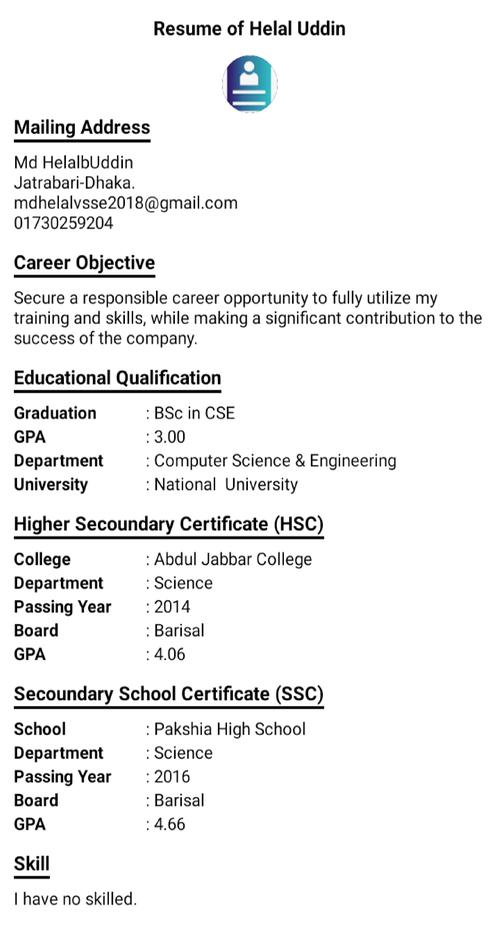 Resume of Helal Uddin
Mailing Address
Md HelalbUddin
Jatrabari-Dhaka.
mdhelalvsse2018@gmail.com
01730259204
Career Objective
Secure a responsible career opportunity to fully utilize my
training and skills, while making a significant contribution to the
success of the company.
Educational Qualification
Graduation : BSc in CSE
GPA : 3.00
Department : Computer Science & Engineering
University : National University
Higher Secoundary Certificate (HSC)
College : Abdul Jabbar College
Department : Science
Passing Year : 2014
Board : Barisal
GPA : 4.06
Secoundary School Certificate (SSC)
School : Pakshia High School
Department : Science
Passing Year : 2016
Board : Barisal
GPA : 4.66
Skill
I have no skilled.